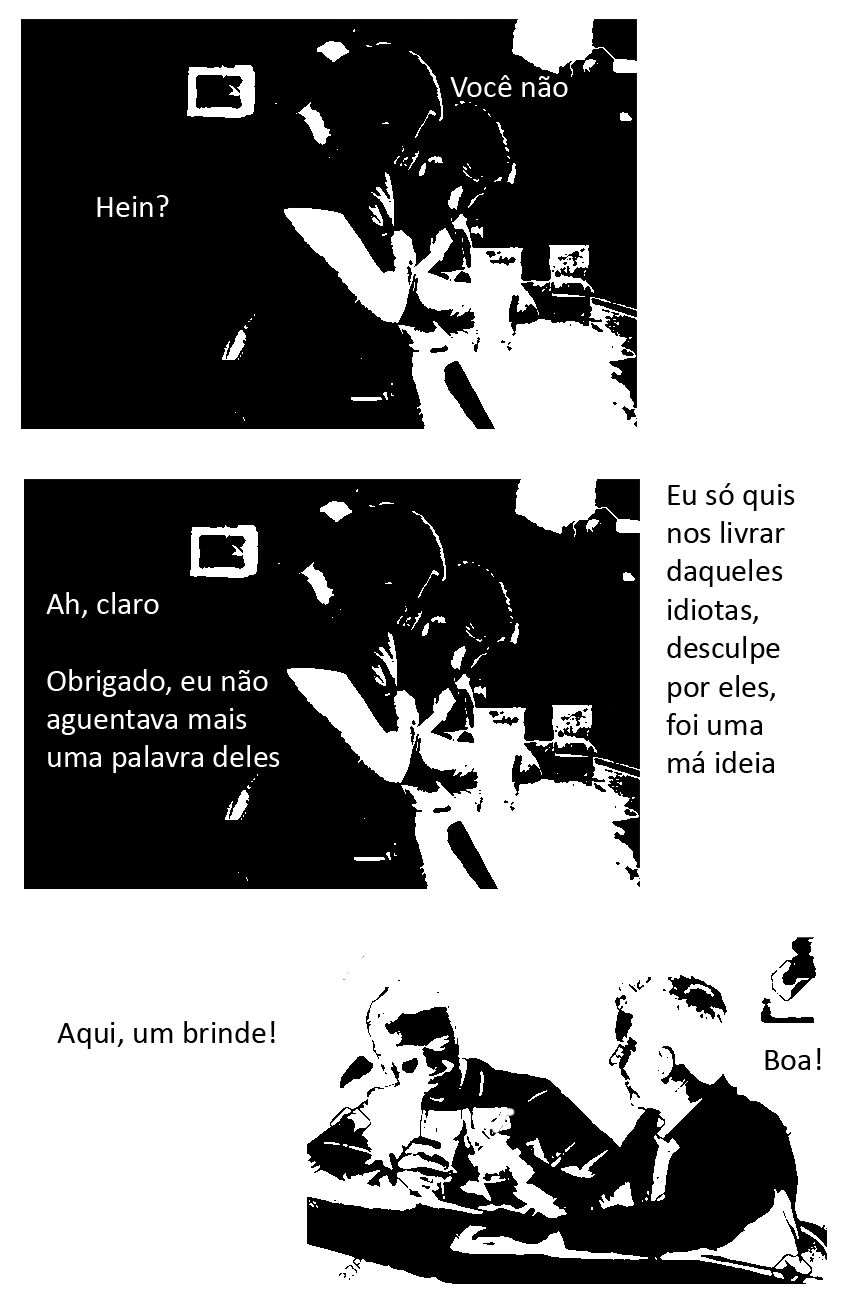 Você não
Hein?
Eu só quis
nos livrar
daqueles
idiotas,
desculpe
por eles,
foi uma
má ideia
Ah, claro
Obrigado, eu não
aguentava mais
uma palavra deles
Aqui, um brinde!
Boa!